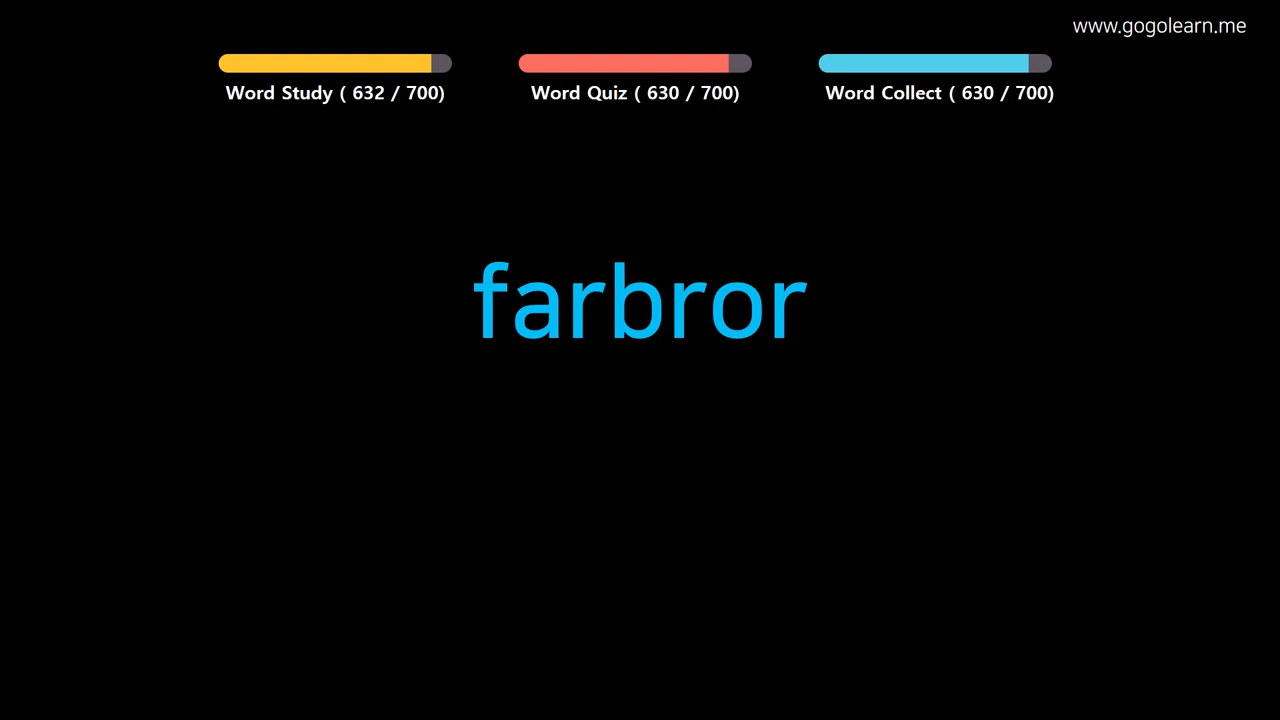 www.gogolearn.me
Word Study ( 632 / 700)
Word Quiz ( 630 / 700)
Word Collect ( 630 / 700)
farbror